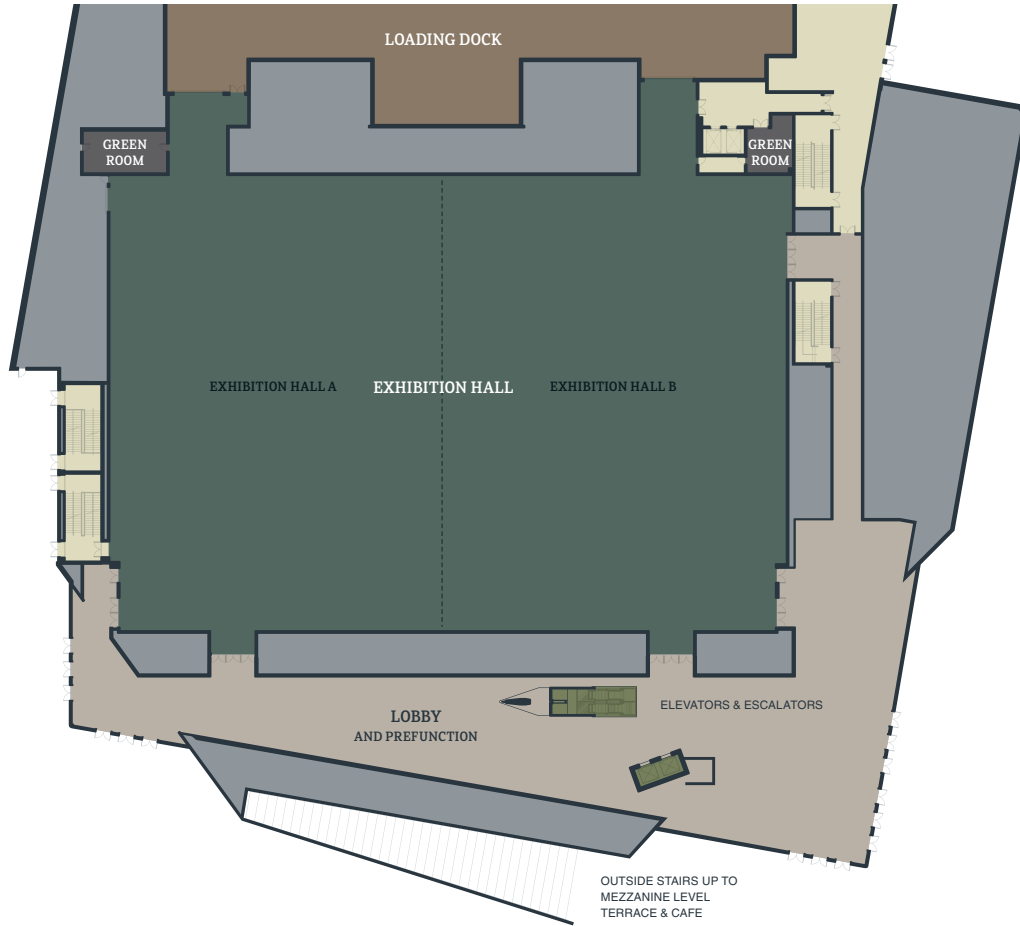 LOADING DOCK
GREEN
ROOM
GREEN
ROOM
EXHIBITION HALL A
EXHIBITION HALL
EXHIBITION HALL B
ELEVATORS & ESCALATORS
LOBBY
AND PREFUNCTION
OUTSIDE STAIRS UP TO
MEZZANINE LEVEL
TERRACE & CAFE